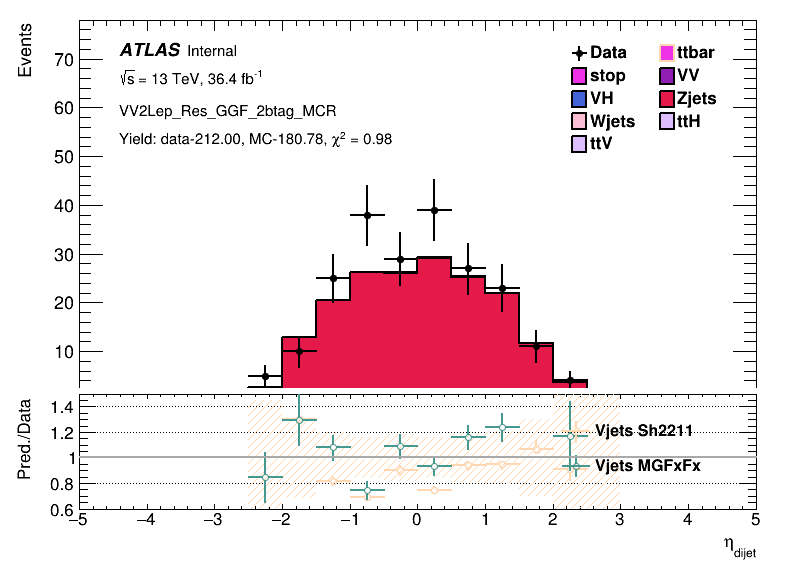 Events
ATLAS Internal
√s = 13 TeV, 36.4 fb⁻¹
VV2Lep_Res_GGF_2btag_MCR
Yield: data-212.00, MC-180.78, χ² = 0.98
Data ttbar
stop VV
VH Zjets
Wjets ttH
ttV
70
60
50
40
30
20
10
Pred./Data
1.4
1.2
1
0.8
0.6
Vjets Sh2211
Vjets MGFxFx
−5 −4 −3 −2 −1 0 1 2 3 4 5
η_dijet